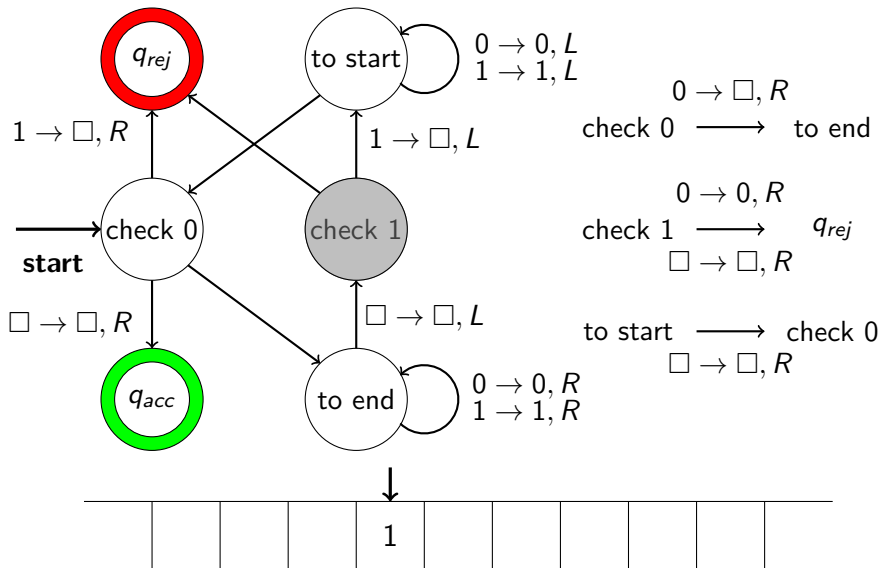 q_rej
to start
0 → 0, L
1 → 1, L
1 → □, R
1 → □, L
start
check 0
check 1
□ → □, R
□ → □, L
q_acc
to end
0 → 0, R
1 → 1, R
0 → □, R
check 0 → to end
0 → 0, R
check 1 → q_rej
□ → □, R
to start → check 0
□ → □, R
1